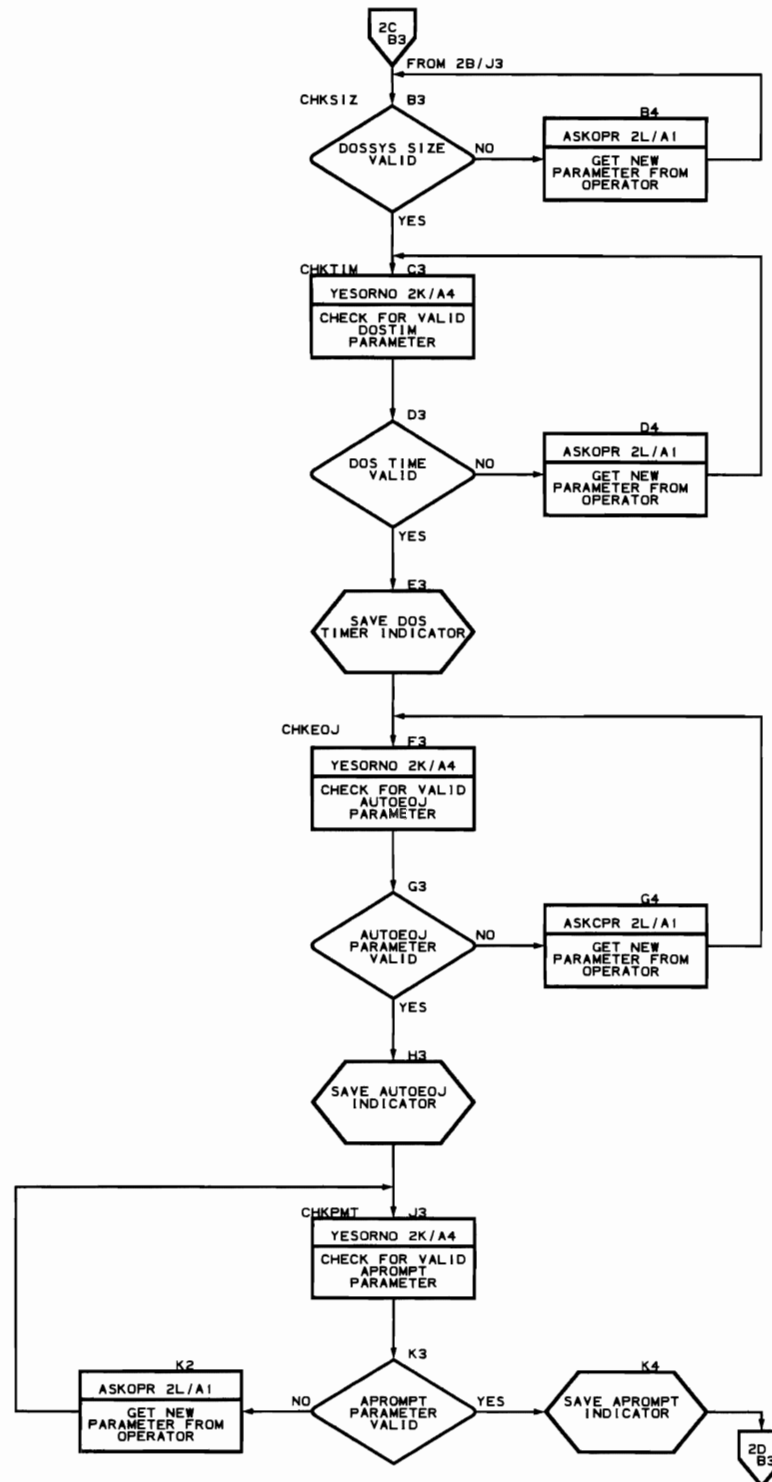 2C
B3
FROM 2B/J3
CHKSIZ
B3
B4
DOSSYS SIZE
VALID
NO
ASKOPR 2L/A1
GET NEW
PARAMETER FROM
OPERATOR
YES
CHKTIM
C3
YESORNO 2K/A4
CHECK FOR VALID
DOSTIM
PARAMETER
D3
D4
DOS TIME
VALID
NO
ASKOPR 2L/A1
GET NEW
PARAMETER FROM
OPERATOR
YES
E3
SAVE DOS
TIMER INDICATOR
CHKEOJ
F3
YESORNO 2K/A4
CHECK FOR VALID
AUTOEOJ
PARAMETER
G3
G4
AUTOEOJ
PARAMETER
VALID
NO
ASKCPR 2L/A1
GET NEW
PARAMETER FROM
OPERATOR
YES
H3
SAVE AUTOEOJ
INDICATOR
CHKPMT
J3
YESORNO 2K/A4
CHECK FOR VALID
APROMPT
PARAMETER
K2
K3
K4
ASKOPR 2L/A1
GET NEW
PARAMETER FROM
OPERATOR
NO
APROMPT
PARAMETER
VALID
YES
SAVE APROMPT
INDICATOR
2D
B3